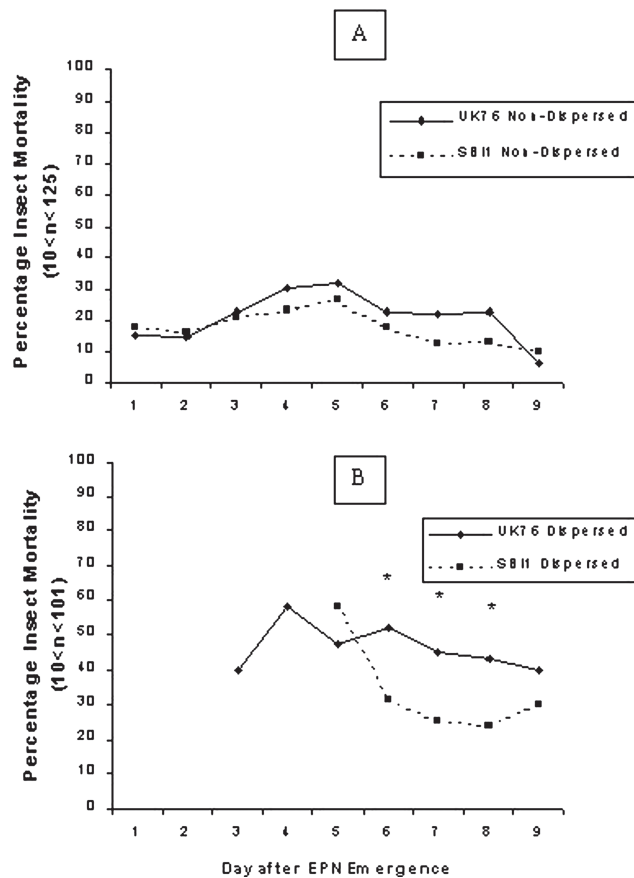 A
Percentage Insect Mortality
(10<n<125)
100
90
80
70
60
50
40
30
20
10
0
UK76 Non-Dispersed
SBI1 Non-Dispersed
1 2 3 4 5 6 7 8 9
B
Percentage Insect Mortality
(10<n<101)
100
90
80
70
60
50
40
30
20
10
0
UK76 Dispersed
SBI1 Dispersed
* * *
1 2 3 4 5 6 7 8 9
Day after EPN Emergence